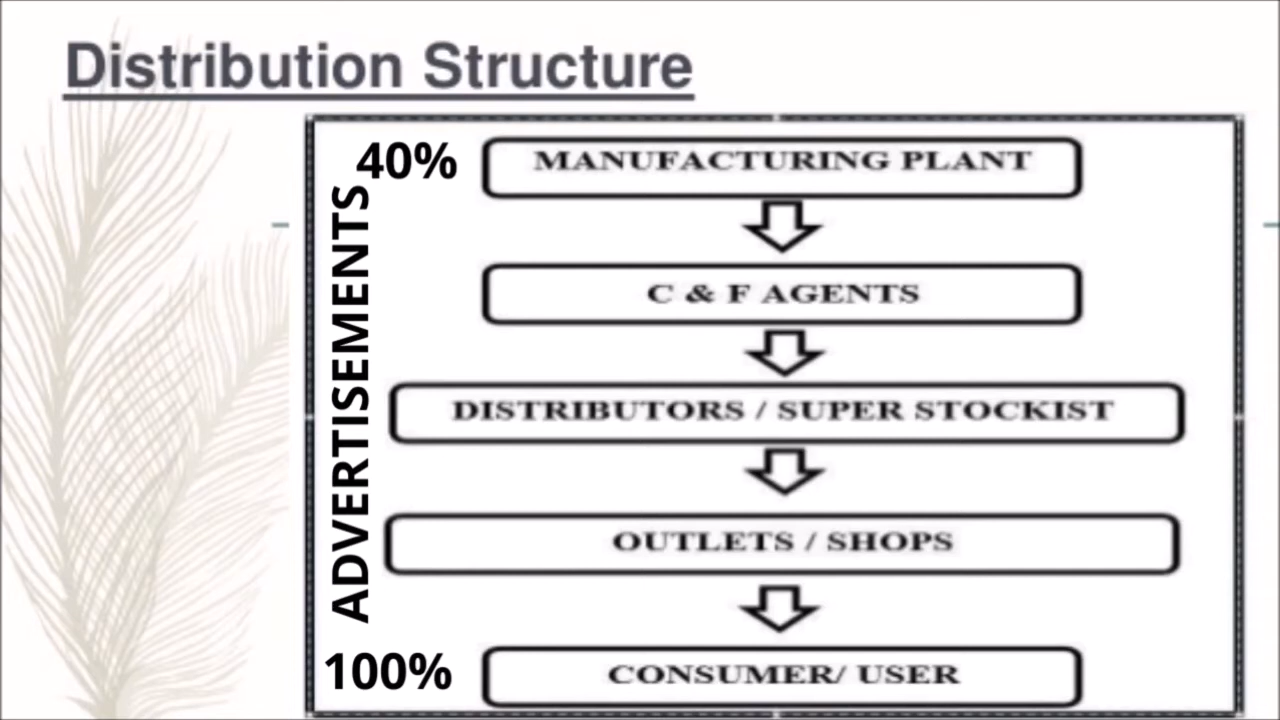 Distribution Structure
40%
MANUFACTURING PLANT
C & F AGENTS
ADVERTISEMENTS
DISTRIBUTORS / SUPER STOCKIST
OUTLETS / SHOPS
100%
CONSUMER/ USER